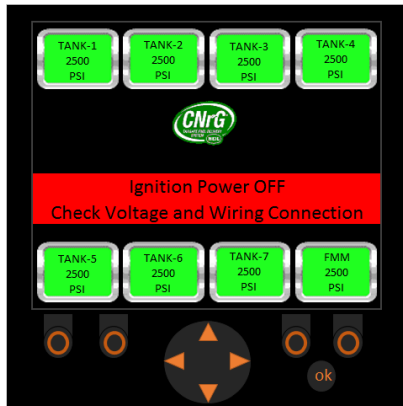 TANK-1
2500
PSI
TANK-2
2500
PSI
TANK-3
2500
PSI
TANK-4
2500
PSI
CNrG
Ignition Power OFF
Check Voltage and Wiring Connection
TANK-5
2500
PSI
TANK-6
2500
PSI
TANK-7
2500
PSI
FMM
2500
PSI
ok